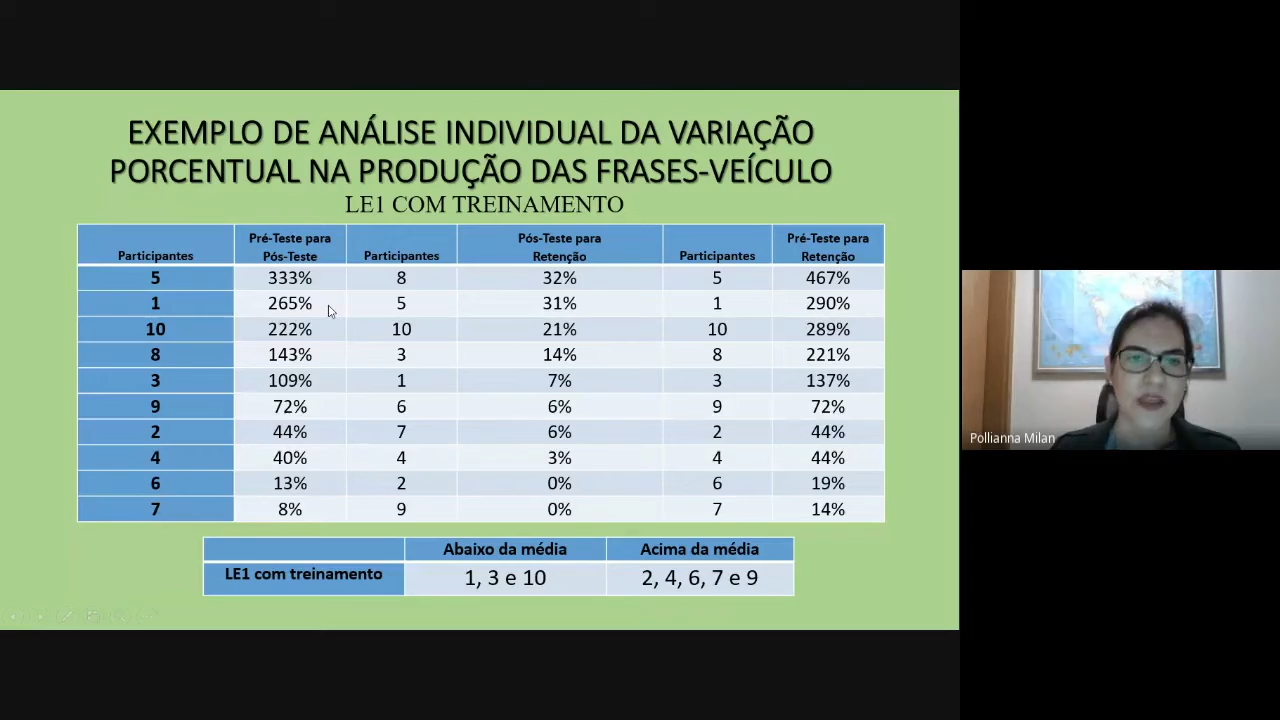 EXEMPLO DE ANÁLISE INDIVIDUAL DA VARIAÇÃO
PORCENTUAL NA PRODUÇÃO DAS FRASES-VEÍCULO
LE1 COM TREINAMENTO
Participantes Pré-Teste para Pós-Teste Participantes Pós-Teste para Retenção Participantes Pré-Teste para Retenção
5 333% 8 32% 5 467%
1 265% 5 31% 1 290%
10 222% 10 21% 10 289%
8 143% 3 14% 8 221%
3 109% 1 7% 3 137%
9 72% 6 6% 9 72%
2 44% 7 6% 2 44%
4 40% 4 3% 4 44%
6 13% 2 0% 6 19%
7 8% 9 0% 7 14%
Abaixo da média Acima da média
LE1 com treinamento 1, 3 e 10 2, 4, 6, 7 e 9
Pollianna Milan